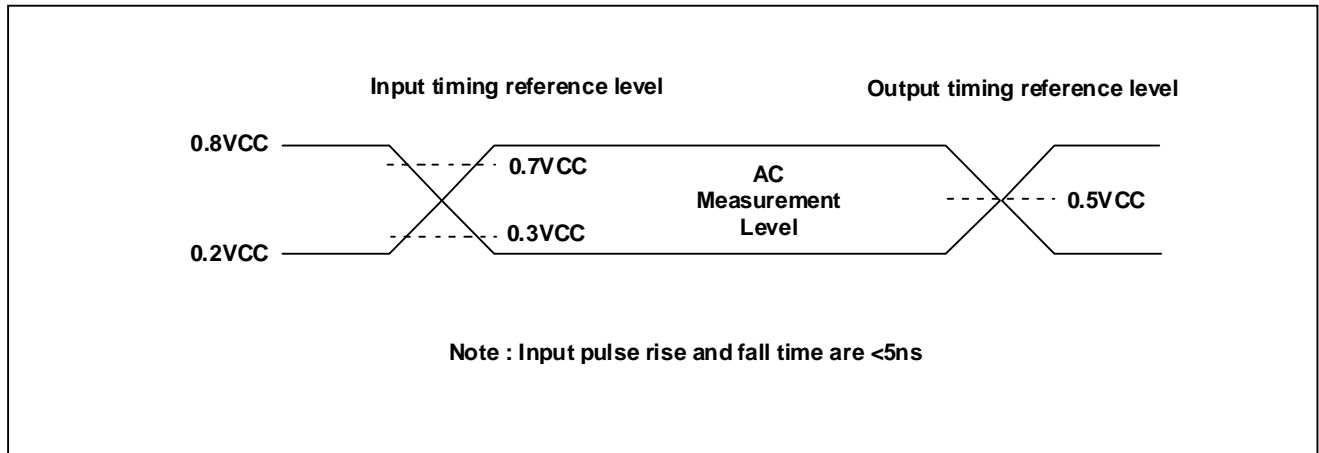 Input timing reference level
Output timing reference level
0.8VCC
0.7VCC
AC
Measurement
Level
0.5VCC
0.3VCC
0.2VCC
Note : Input pulse rise and fall time are <5ns